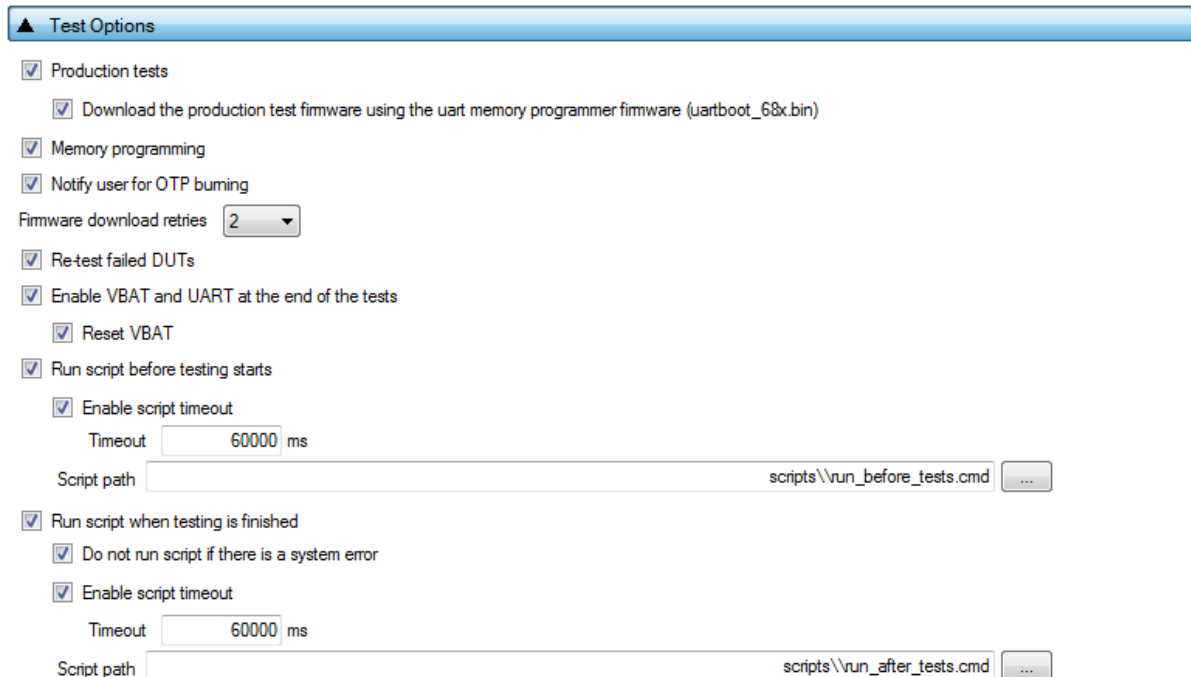 Test Options
Production tests
Download the production test firmware using the uart memory programmer firmware (uartboot_68x.bin)
Memory programming
Notify user for OTP burning
Firmware download retries 2
Re-test failed DUTs
Enable VBAT and UART at the end of the tests
Reset VBAT
Run script before testing starts
Enable script timeout
Timeout 60000 ms
Script path scripts\\run_before_tests.cmd ...
Run script when testing is finished
Do not run script if there is a system error
Enable script timeout
Timeout 60000 ms
Script path scripts\\run_after_tests.cmd ...